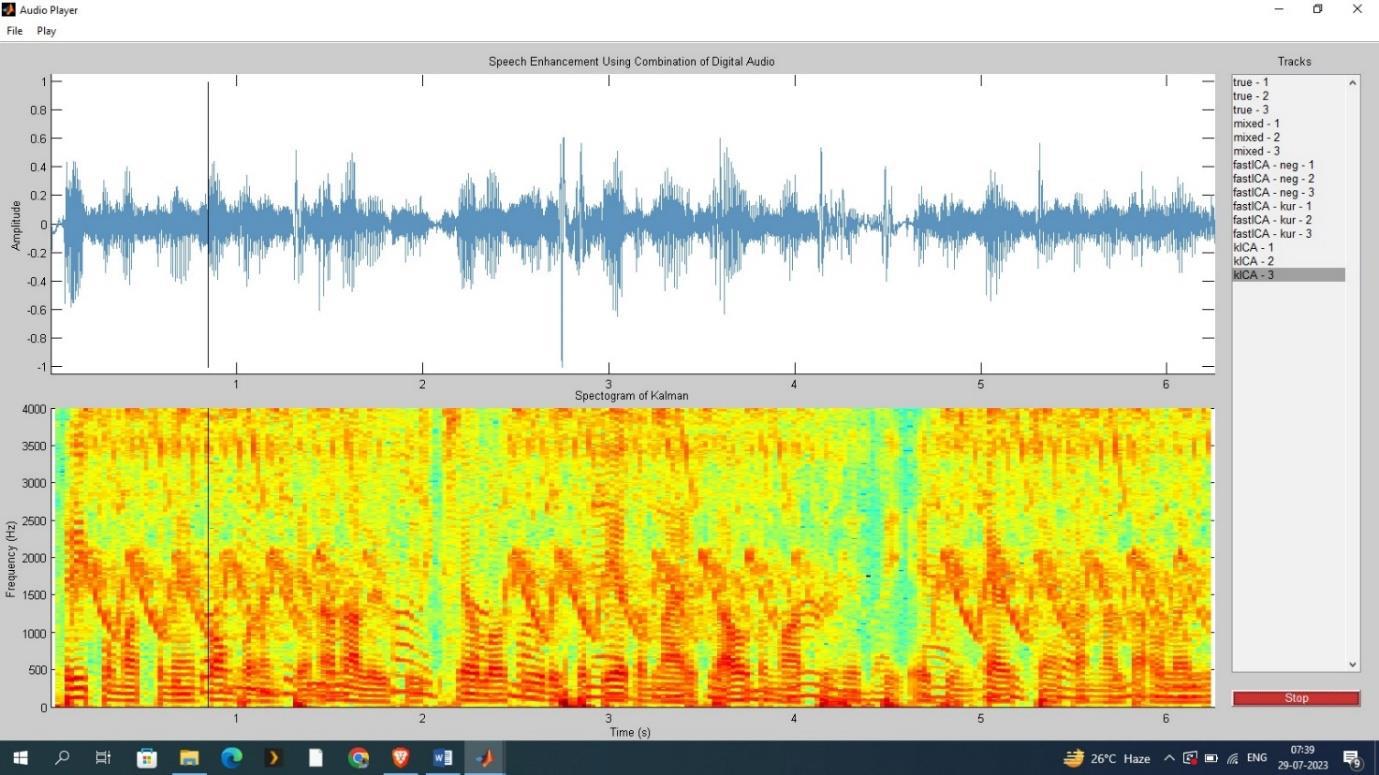 Audio Player
File Play
Speech Enhancement Using Combination of Digital Audio
Tracks
1
0.8
0.6
0.4
0.2
0
-0.2
-0.4
-0.6
-0.8
-1
Amplitude
1 2 3 4 5 6
true - 1
true - 2
true - 3
mixed - 1
mixed - 2
mixed - 3
fastICA - neg - 1
fastICA - neg - 2
fastICA - neg - 3
fastICA - kur - 1
fastICA - kur - 2
fastICA - kur - 3
kICA - 1
kICA - 2
kICA - 3
Spectogram of Kalman
4000
3500
3000
2500
2000
1500
1000
500
0
Frequency (Hz)
1 2 3 4 5 6
Time (s)
Stop
26°C Haze ENG 07:39
29-07-2023 9